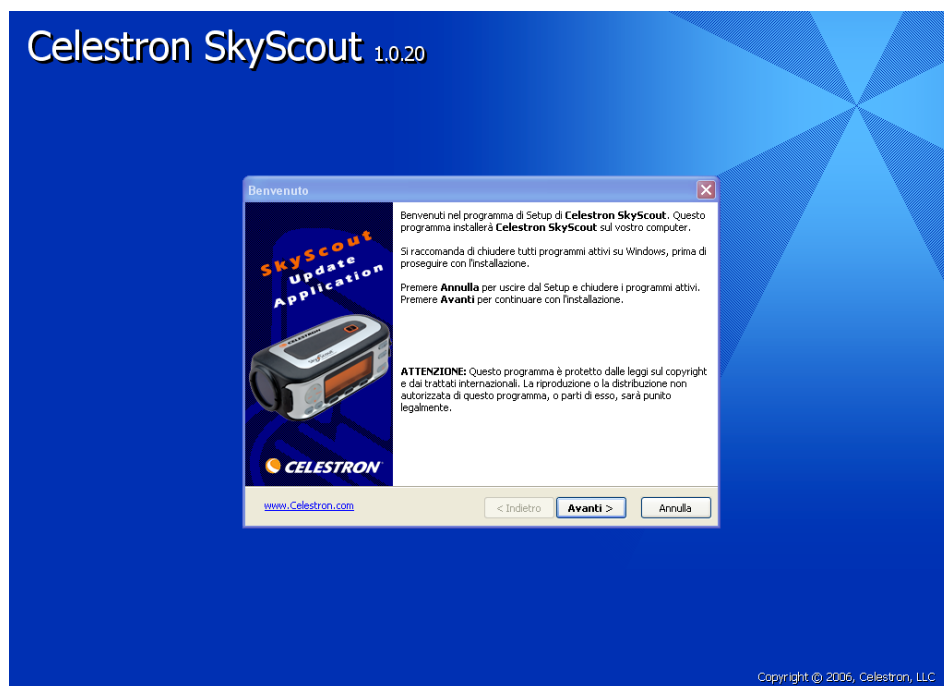 Celestron SkyScout 1.0.20
Benvenuto
SkyScout
Update
Application
CELESTRON
SkyScout
CELESTRON
Benvenuti nel programma di Setup di Celestron SkyScout. Questo
programma installerà Celestron SkyScout sul vostro computer.
Si raccomanda di chiudere tutti programmi attivi su Windows, prima di
proseguire con l'installazione.
Premere Annulla per uscire dal Setup e chiudere i programmi attivi.
Premere Avanti per continuare con l'installazione.
ATTENZIONE: Questo programma è protetto dalle leggi sul copyright
e dai trattati internazionali. La riproduzione o la distribuzione non
autorizzata di questo programma, o parti di esso, sarà punito
legalmente.
www.Celestron.com
< Indietro
Avanti >
Annulla
Copyright © 2006, Celestron, LLC